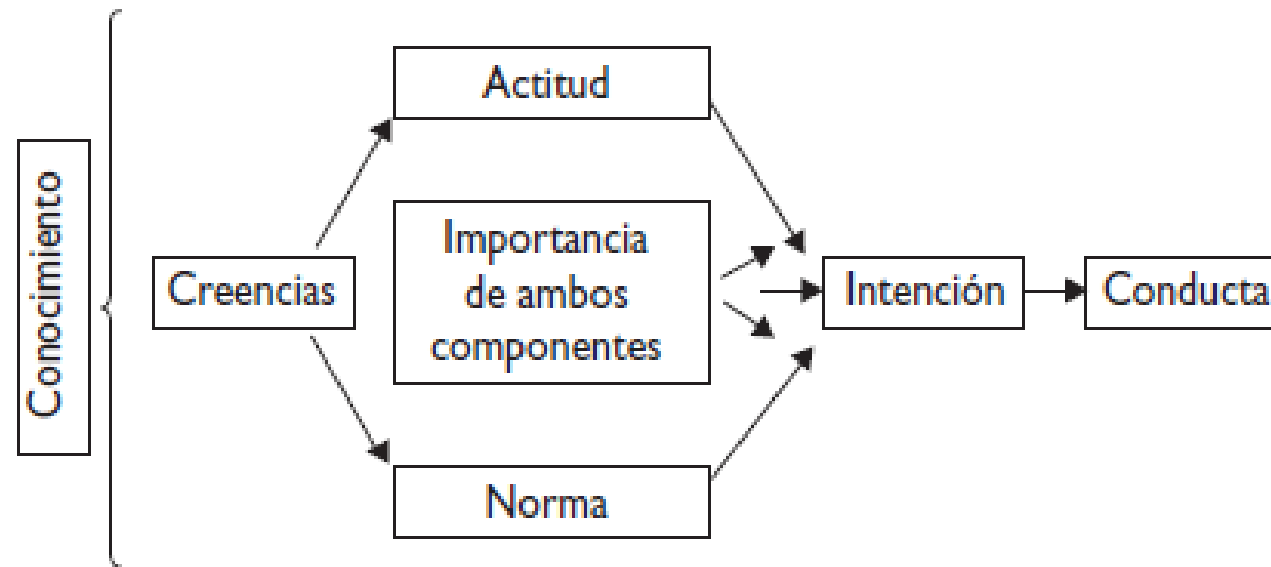 Conocimiento
Creencias
Actitud
Importancia
de ambos
componentes
Norma
Intención
Conducta